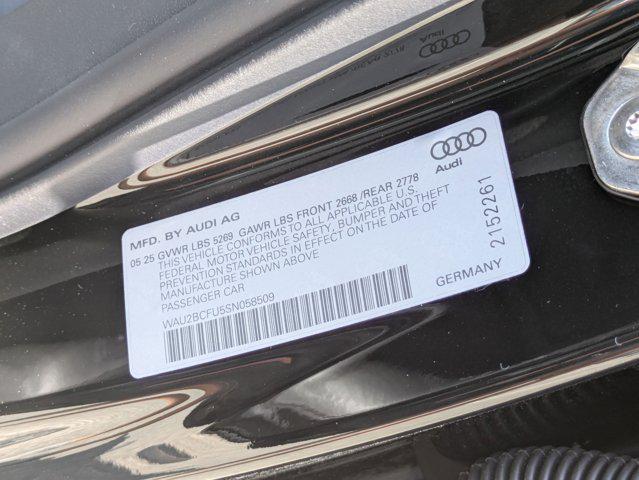 Audi
MFD. BY AUDI AG
05 25 GVWR LBS 5269 GAWR LBS FRONT 2668 /REAR 2778
THIS VEHICLE CONFORMS TO ALL APPLICABLE U.S.
FEDERAL MOTOR VEHICLE SAFETY, BUMPER AND THEFT
PREVENTION STANDARDS IN EFFECT ON THE DATE OF
MANUFACTURE SHOWN ABOVE
PASSENGER CAR
WAU2BCFU5SN058509
GERMANY
2152261